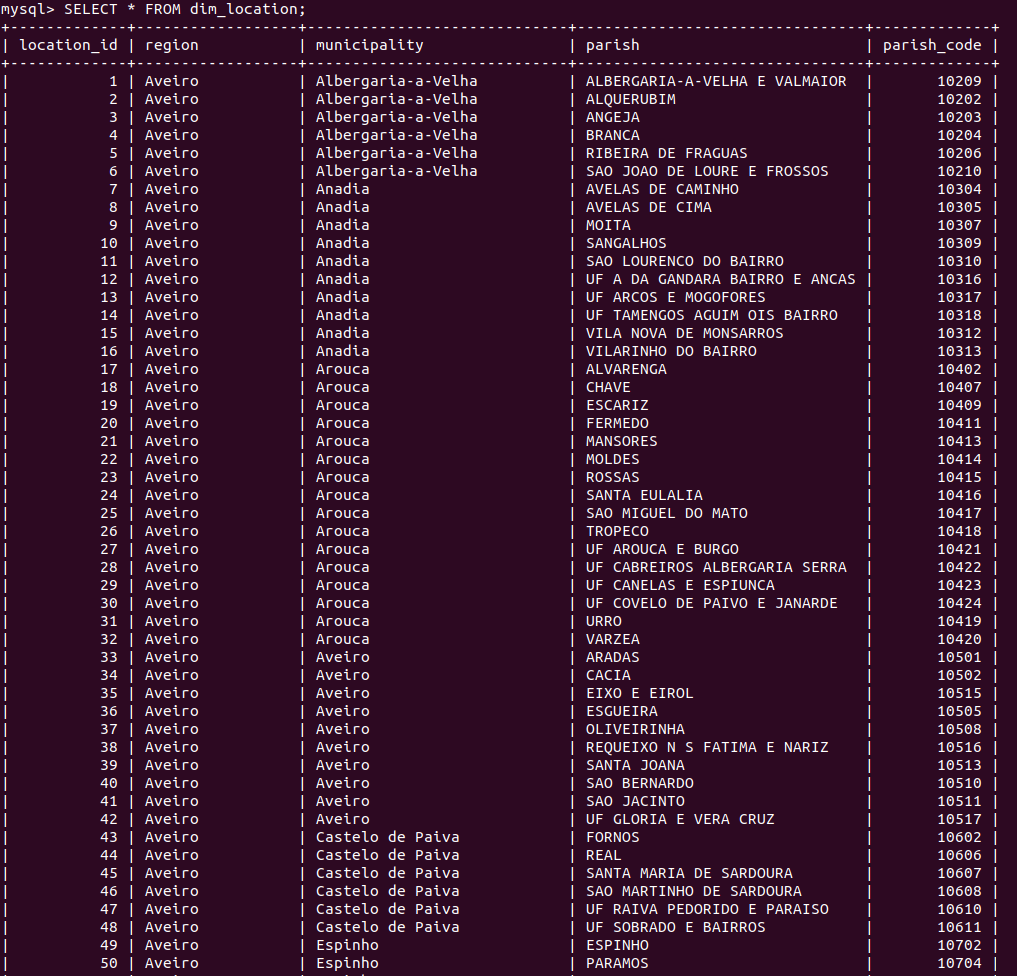 mysql> SELECT * FROM dim_location;
+-------------+------------------+-----------------------------+--------------------------------+-------------+
| location_id | region           | municipality                | parish                         | parish_code |
+-------------+------------------+-----------------------------+--------------------------------+-------------+
|           1 | Aveiro           | Albergaria-a-Velha          | ALBERGARIA-A-VELHA E VALMAIOR  |       10209 |
|           2 | Aveiro           | Albergaria-a-Velha          | ALQUERUBIM                     |       10202 |
|           3 | Aveiro           | Albergaria-a-Velha          | ANGEJA                         |       10203 |
|           4 | Aveiro           | Albergaria-a-Velha          | BRANCA                         |       10204 |
|           5 | Aveiro           | Albergaria-a-Velha          | RIBEIRA DE FRAGUAS             |       10206 |
|           6 | Aveiro           | Albergaria-a-Velha          | SAO JOAO DE LOURE E FROSSOS    |       10210 |
|           7 | Aveiro           | Anadia                      | AVELAS DE CAMINHO              |       10304 |
|           8 | Aveiro           | Anadia                      | AVELAS DE CIMA                 |       10305 |
|           9 | Aveiro           | Anadia                      | MOITA                          |       10307 |
|          10 | Aveiro           | Anadia                      | SANGALHOS                      |       10309 |
|          11 | Aveiro           | Anadia                      | SAO LOURENCO DO BAIRRO         |       10310 |
|          12 | Aveiro           | Anadia                      | UF A DA GANDARA BAIRRO E ANCAS |       10316 |
|          13 | Aveiro           | Anadia                      | UF ARCOS E MOGOFORES           |       10317 |
|          14 | Aveiro           | Anadia                      | UF TAMENGOS AGUIM OIS BAIRRO   |       10318 |
|          15 | Aveiro           | Anadia                      | VILA NOVA DE MONSARROS         |       10312 |
|          16 | Aveiro           | Anadia                      | VILARINHO DO BAIRRO            |       10313 |
|          17 | Aveiro           | Arouca                      | ALVARENGA                      |       10402 |
|          18 | Aveiro           | Arouca                      | CHAVE                          |       10407 |
|          19 | Aveiro           | Arouca                      | ESCARIZ                        |       10409 |
|          20 | Aveiro           | Arouca                      | FERMEDO                        |       10411 |
|          21 | Aveiro           | Arouca                      | MANSORES                       |       10413 |
|          22 | Aveiro           | Arouca                      | MOLDES                         |       10414 |
|          23 | Aveiro           | Arouca                      | ROSSAS                         |       10415 |
|          24 | Aveiro           | Arouca                      | SANTA EULALIA                  |       10416 |
|          25 | Aveiro           | Arouca                      | SAO MIGUEL DO MATO             |       10417 |
|          26 | Aveiro           | Arouca                      | TROPECO                        |       10418 |
|          27 | Aveiro           | Arouca                      | UF AROUCA E BURGO              |       10421 |
|          28 | Aveiro           | Arouca                      | UF CABREIROS ALBERGARIA SERRA  |       10422 |
|          29 | Aveiro           | Arouca                      | UF CANELAS E ESPIUNCA          |       10423 |
|          30 | Aveiro           | Arouca                      | UF COVELO DE PAIVO E JANARDE   |       10424 |
|          31 | Aveiro           | Arouca                      | URRO                           |       10419 |
|          32 | Aveiro           | Arouca                      | VARZEA                         |       10420 |
|          33 | Aveiro           | Aveiro                      | ARADAS                         |       10501 |
|          34 | Aveiro           | Aveiro                      | CACIA                          |       10502 |
|          35 | Aveiro           | Aveiro                      | EIXO E EIROL                   |       10515 |
|          36 | Aveiro           | Aveiro                      | ESGUEIRA                       |       10505 |
|          37 | Aveiro           | Aveiro                      | OLIVEIRINHA                    |       10508 |
|          38 | Aveiro           | Aveiro                      | REQUEIXO N S FATIMA E NARIZ    |       10516 |
|          39 | Aveiro           | Aveiro                      | SANTA JOANA                    |       10513 |
|          40 | Aveiro           | Aveiro                      | SAO BERNARDO                   |       10510 |
|          41 | Aveiro           | Aveiro                      | SAO JACINTO                    |       10511 |
|          42 | Aveiro           | Aveiro                      | UF GLORIA E VERA CRUZ          |       10517 |
|          43 | Aveiro           | Castelo de Paiva            | FORNOS                         |       10602 |
|          44 | Aveiro           | Castelo de Paiva            | REAL                           |       10606 |
|          45 | Aveiro           | Castelo de Paiva            | SANTA MARIA DE SARDOURA        |       10607 |
|          46 | Aveiro           | Castelo de Paiva            | SAO MARTINHO DE SARDOURA       |       10608 |
|          47 | Aveiro           | Castelo de Paiva            | UF RAIVA PEDORIDO E PARAISO    |       10610 |
|          48 | Aveiro           | Castelo de Paiva            | UF SOBRADO E BAIRROS           |       10611 |
|          49 | Aveiro           | Espinho                     | ESPINHO                        |       10702 |
|          50 | Aveiro           | Espinho                     | PARAMOS                        |       10704 |